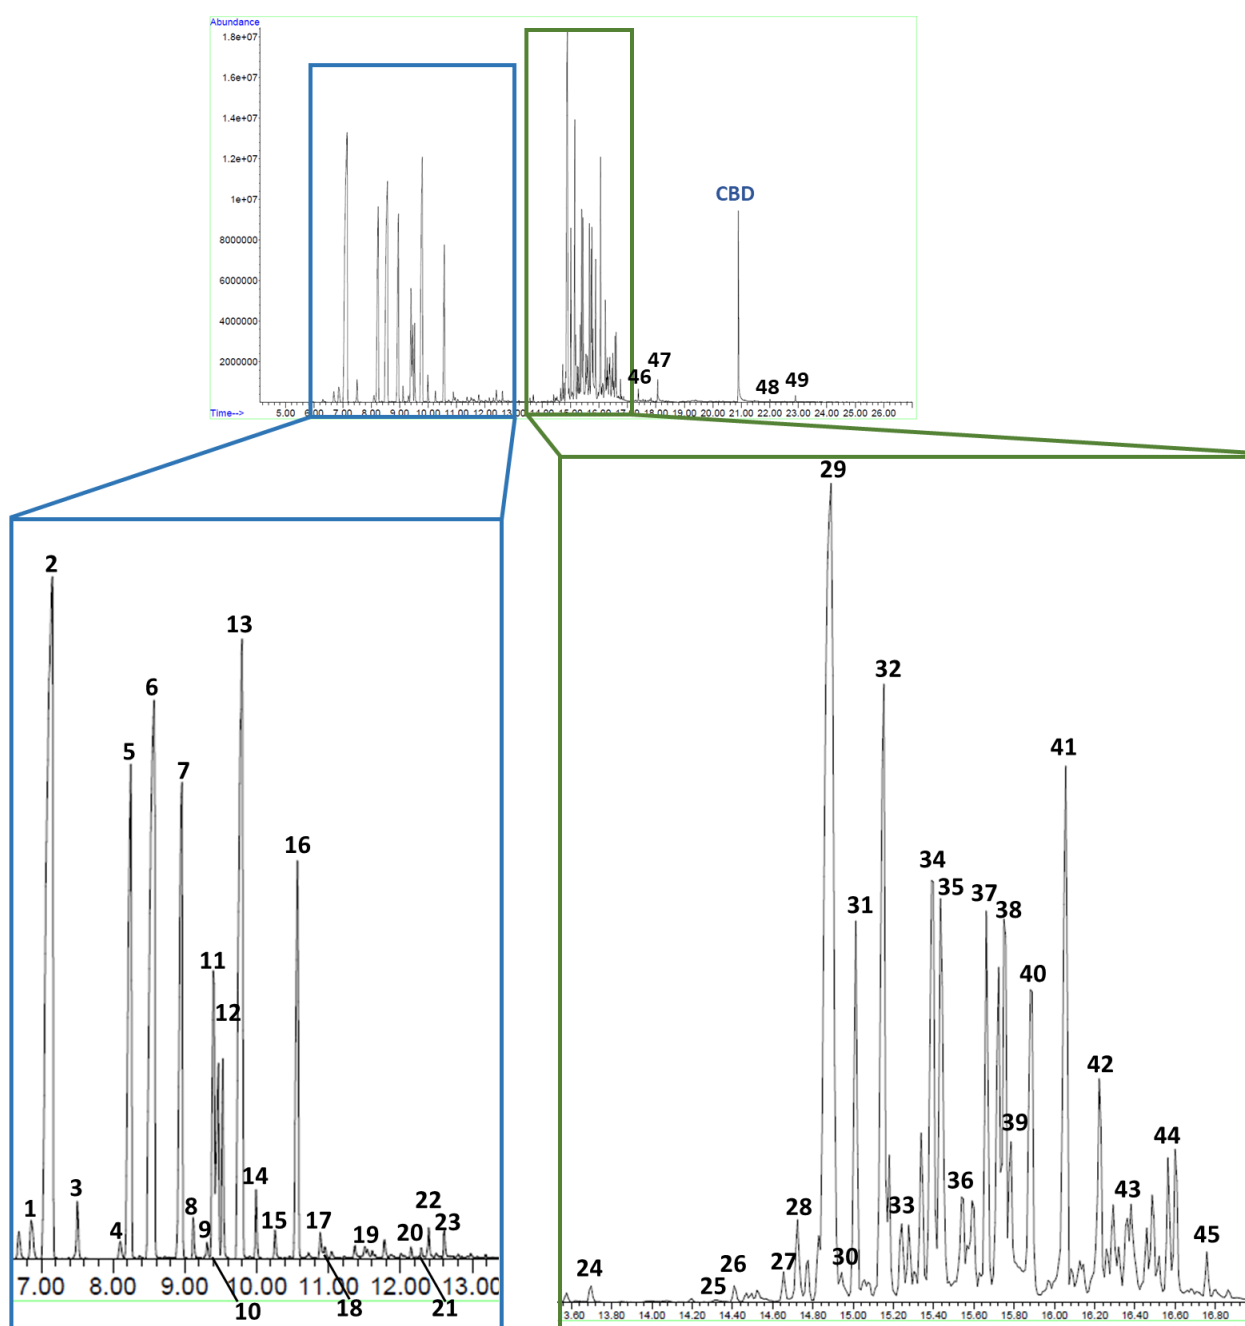 Abundance
1.8e+07
1.6e+07
1.4e+07
1.2e+07
1e+07
8000000
6000000
4000000
2000000
CBD
46 47 48 49
Time-->
5.00 6.00 7.00 8.00 9.00 10.00 11.00 12.00 13.00 14.00 15.00 16.00 17.00 18.00 19.00 20.00 21.00 22.00 23.00 24.00 25.00 26.00
1 2 3 4 5 6 7 8 9 10 11 12 13 14 15 16 17 18 19 20 21 22 23
7.00 8.00 9.00 10.00 11.00 12.00 13.00
24 25 26 27 28 29 30 31 32 33 34 35 36 37 38 39 40 41 42 43 44 45
3.60 13.80 14.00 14.20 14.40 14.60 14.80 15.00 15.20 15.40 15.60 15.80 16.00 16.20 16.40 16.60 16.80